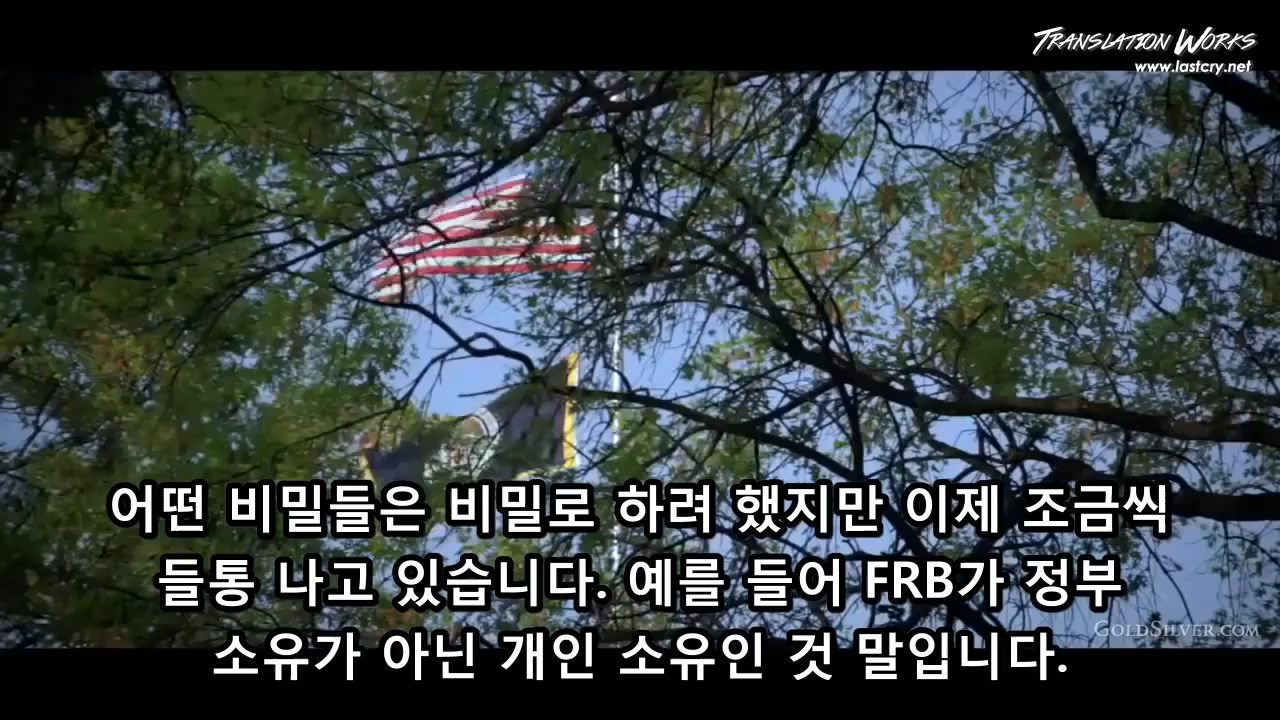 TRANSLATION WORKS
www.lastcry.net
어떤 비밀들은 비밀로 하려 했지만 이제 조금씩
들통 나고 있습니다. 예를 들어 FRB가 정부
소유가 아닌 개인 소유인 것 말입니다.
GOLDSILVER.COM